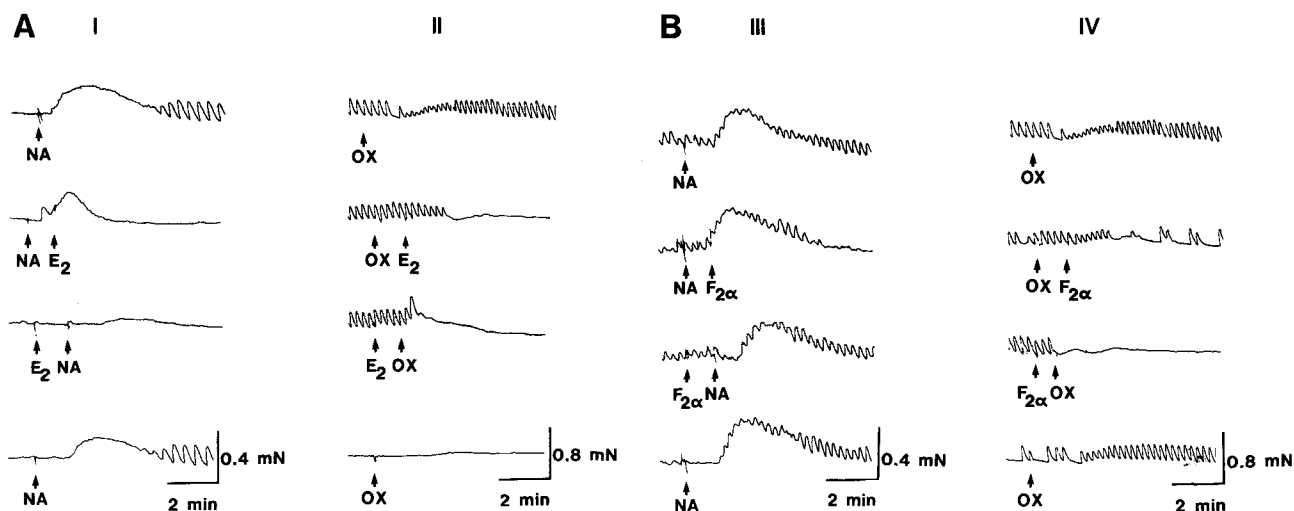 A I II B III IV
NA OX NA OX
NA E2 OX E2 NA F2α OX F2α
E2 NA E2 OX F2α NA F2α OX
0.4 mN 0.8 mN 0.4 mN 0.8 mN
NA 2 min OX 2 min NA 2 min OX 2 min